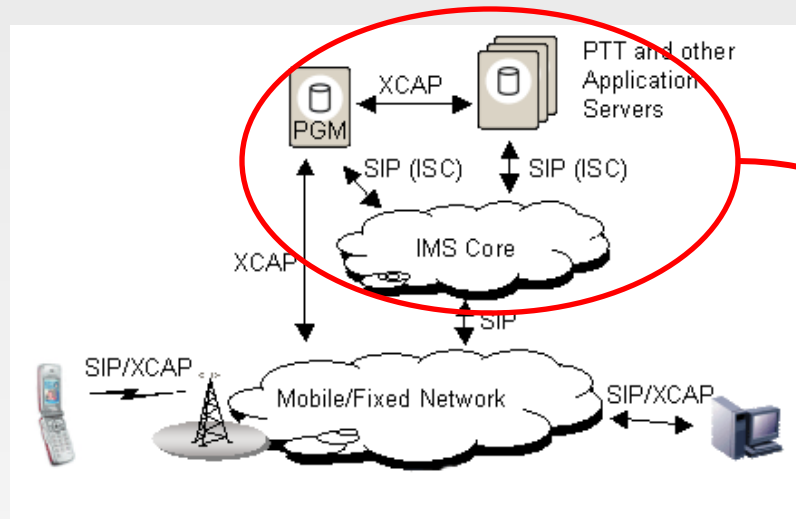 PTT and other
Application
Servers
XCAP
PGM
SIP (ISC)
SIP (ISC)
IMS Core
XCAP
SIP
SIP/XCAP
Mobile/Fixed Network
SIP/XCAP